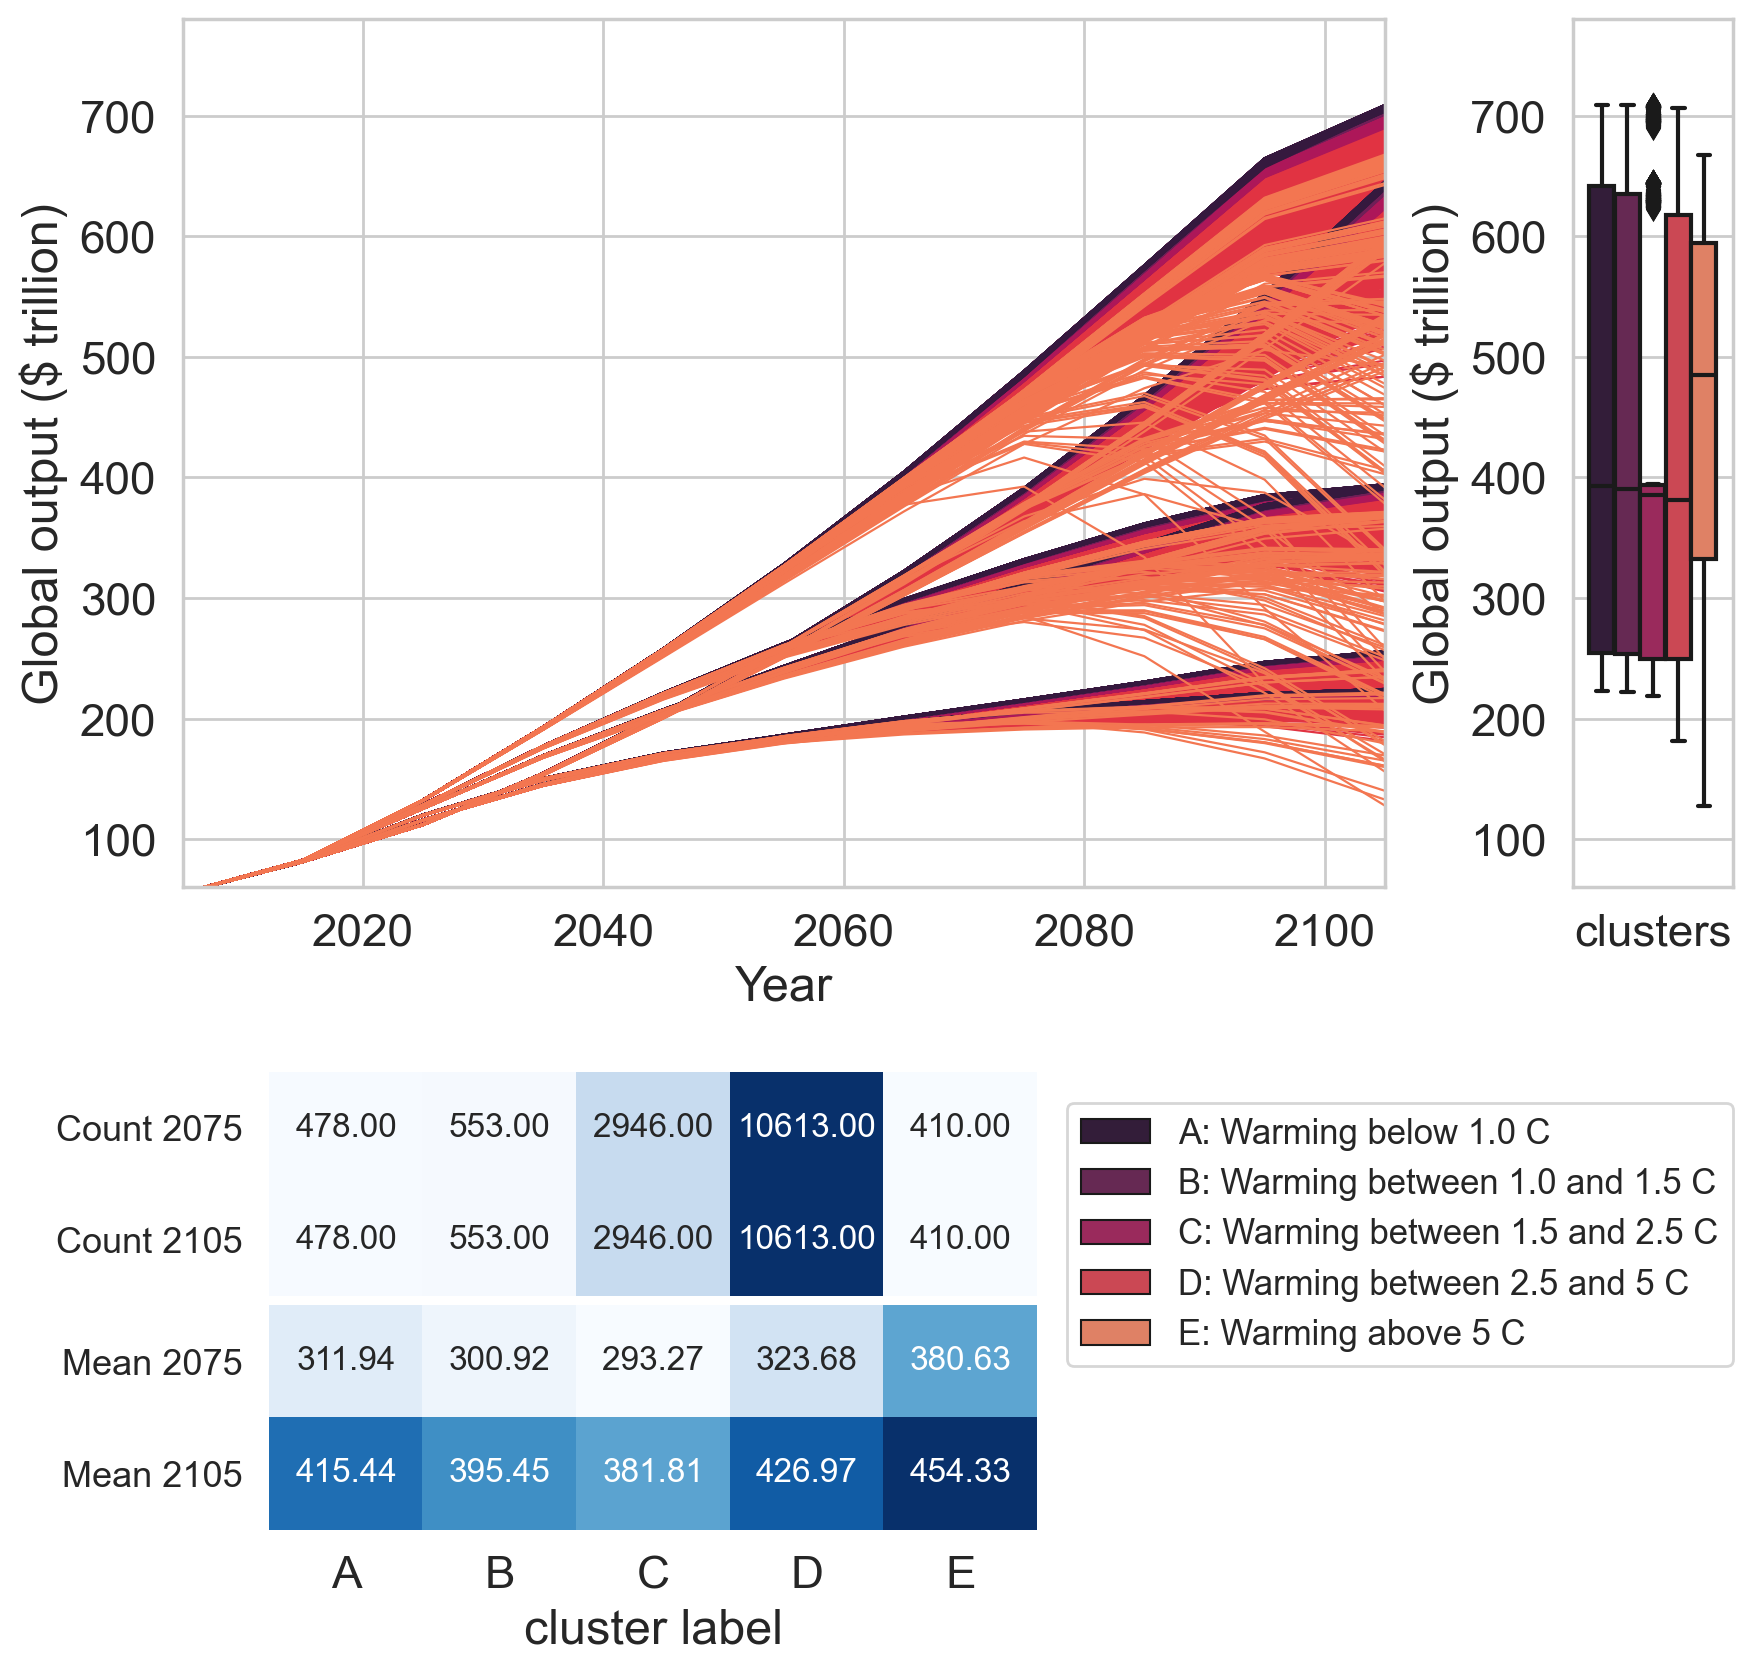 Global output ($ trillion)
700
600
500
400
300
200
100
2020 2040 2060 2080 2100
Year
Global output ($ trillion)
700
600
500
400
300
200
100
clusters
Count 2075 478.00 553.00 2946.00 10613.00 410.00
Count 2105 478.00 553.00 2946.00 10613.00 410.00
Mean 2075 311.94 300.92 293.27 323.68 380.63
Mean 2105 415.44 395.45 381.81 426.97 454.33
A B C D E
cluster label
A: Warming below 1.0 C
B: Warming between 1.0 and 1.5 C
C: Warming between 1.5 and 2.5 C
D: Warming between 2.5 and 5 C
E: Warming above 5 C